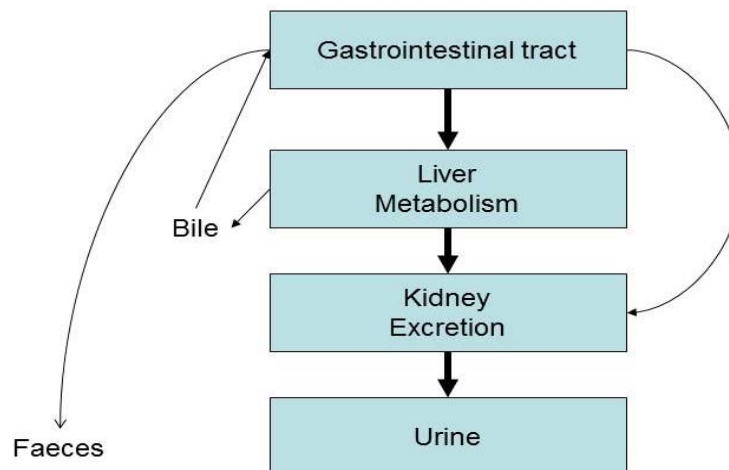 Gastrointestinal tract
Liver
Metabolism
Bile
Kidney
Excretion
Urine
Faeces